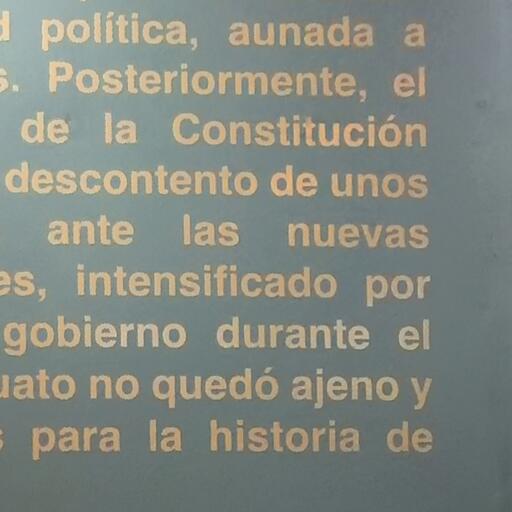 política, aunada a
Posteriormente, el
de la Constitución
descontento de unos
ante las nuevas
intensificado por
gobierno durante el
no quedó ajeno y
para la historia de